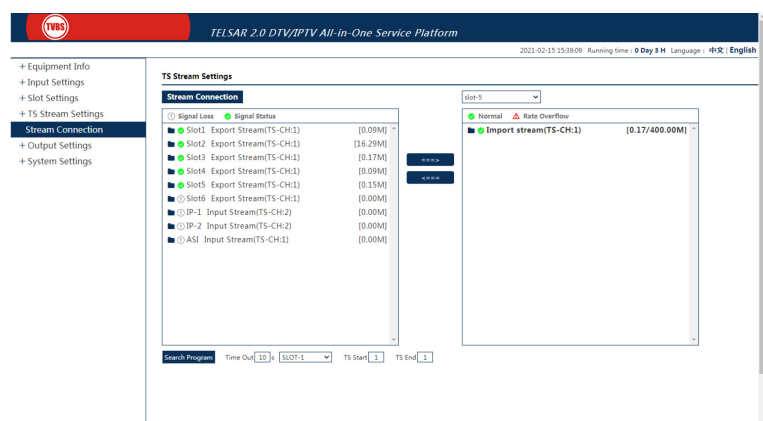 TVBS
TELSAR 2.0 DTV/IPTV All-in-One Service Platform
2021-02-15 15:39:09 Running time : 0 Day 3 H Language : 中文 | English
+ Equipment Info
+ Input Settings
+ Slot Settings
+ TS Stream Settings
Stream Connection
+ Output Settings
+ System Settings
TS Stream Settings
Stream Connection
Signal Loss Signal Status
Slot1 Export Stream(TS-CH:1) [0.09M]
Slot2 Export Stream(TS-CH:1) [16.29M]
Slot3 Export Stream(TS-CH:1) [0.17M]
Slot4 Export Stream(TS-CH:1) [0.09M]
Slot5 Export Stream(TS-CH:1) [0.15M]
Slot6 Export Stream(TS-CH:1) [0.00M]
IP-1 Input Stream(TS-CH:2) [0.00M]
IP-2 Input Stream(TS-CH:2) [0.00M]
ASI Input Stream(TS-CH:1) [0.00M]
===>
<===
slot-5
Normal Rate Overflow
Import stream(TS-CH:1) [0.17/400.00M]
Search Program Time Out 10 s SLOT-1 TS Start 1 TS End 1